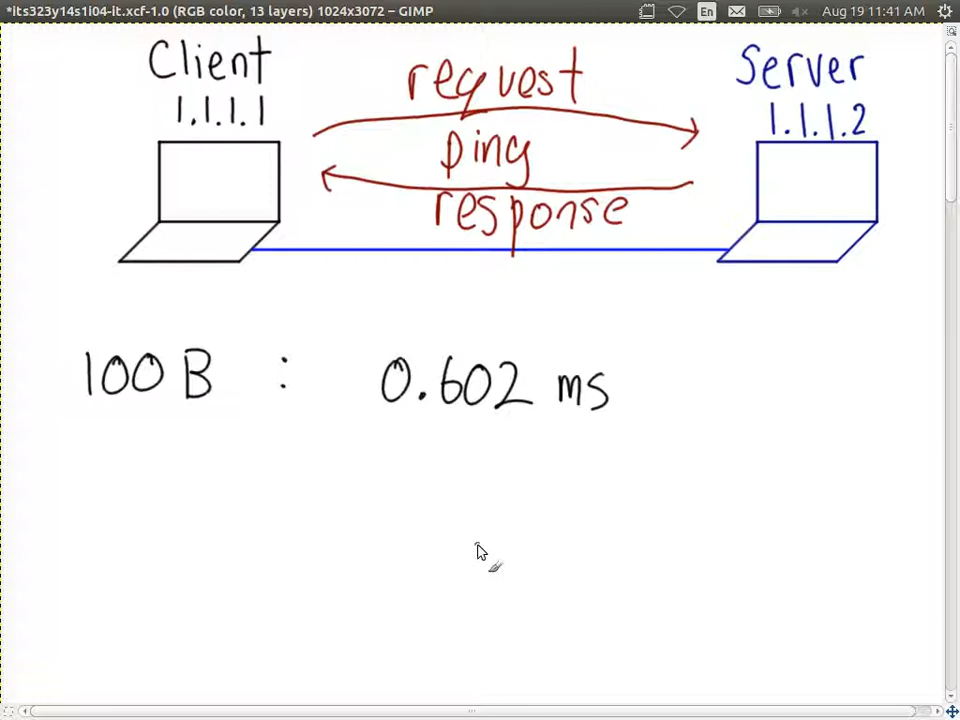 *its323y14s1i04-it.xcf-1.0 (RGB color, 13 layers) 1024x3072 – GIMP
En
Aug 19 11:41 AM
Client
1.1.1.1
request
ping
response
Server
1.1.1.2
100 B : 0.602 ms